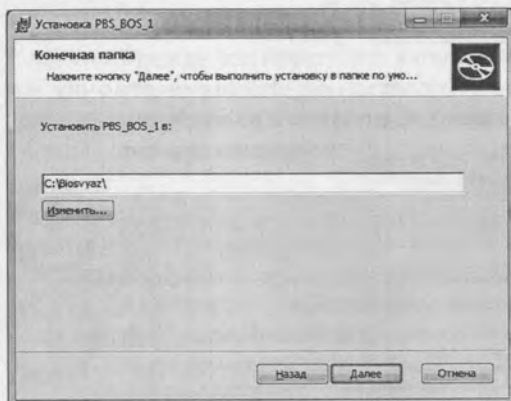 Установка PBS_BOS_1
Конечная папка
Нажмите кнопку "Далее", чтобы выполнить установку в папке по умо...
Установить PBS_BOS_1 в:
C:\Biosvyaz\
Изменить...
Назад
Далее
Отмена